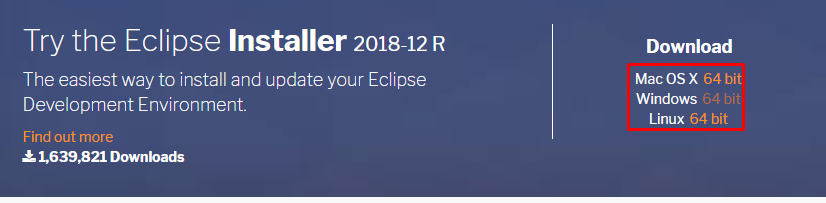 Try the Eclipse Installer 2018-12 R
The easiest way to install and update your Eclipse
Development Environment.
Find out more
1,639,821 Downloads
Download
Mac OS X 64 bit
Windows 64 bit
Linux 64 bit